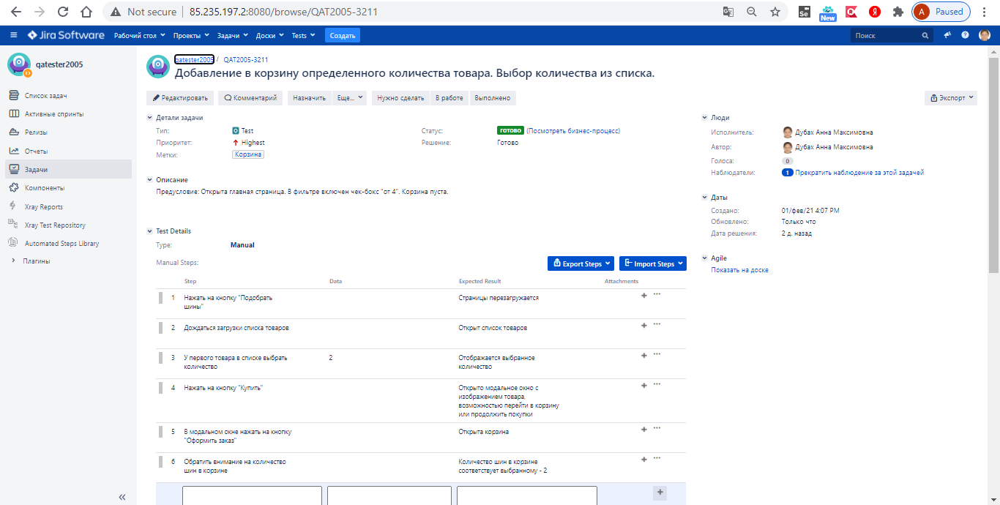 Not secure
85.235.197.2:8080/browse/QAT2005-3211
Se
New
Я
A Paused
Jira Software
Рабочий стол
Проекты
Задачи
Доски
Tests
Создать
Поиск
qatester2005
Список задач
Активные спринты
Релизы
Отчеты
Задачи
Компоненты
Xray Reports
Xray Test Repository
Automated Steps Library
Плагины
qatester2005 / QAT2005-3211
Добавление в корзину определенного количества товара. Выбор количества из списка.
Редактировать
Комментарий
Назначить
Еще...
Нужно сделать
В работе
Выполнено
Экспорт
Детали задачи
Тип: Test
Приоритет: Highest
Метки: Корзина
Статус: ГОТОВО (Посмотреть бизнес-процесс)
Решение: Готово
Описание
Предусловие: Открыта главная страница. В фильтре включен чек-бокс "от 4". Корзина пуста.
Test Details
Type: Manual
Manual Steps:
Export Steps
Import Steps
Step Data Expected Result Attachments
1 Нажать на кнопку "Подобрать
шины"
Страницы перезагружается
2 Дождаться загрузки списка товаров
Открыт список товаров
3 У первого товара в списке выбрать
количество
2
Отображается выбранное
количество
4 Нажать на кнопку "Купить"
Открыто модальное окно с
изображением товара,
возможностью перейти в корзину
или продолжить покупки
5 В модальном окне нажать на кнопку
"Оформить заказ"
Открыта корзина
6 Обратить внимание на количество
шин в корзине
Количество шин в корзине
соответствует выбранному - 2
Люди
Исполнитель: Дубах Анна Максимовна
Автор: Дубах Анна Максимовна
Голоса: 0
Наблюдатели: 1 Прекратить наблюдение за этой задачей
Даты
Создано: 01/фев/21 4:07 PM
Обновлено: Только что
Дата решения: 2 д. назад
Agile
Показать на доске